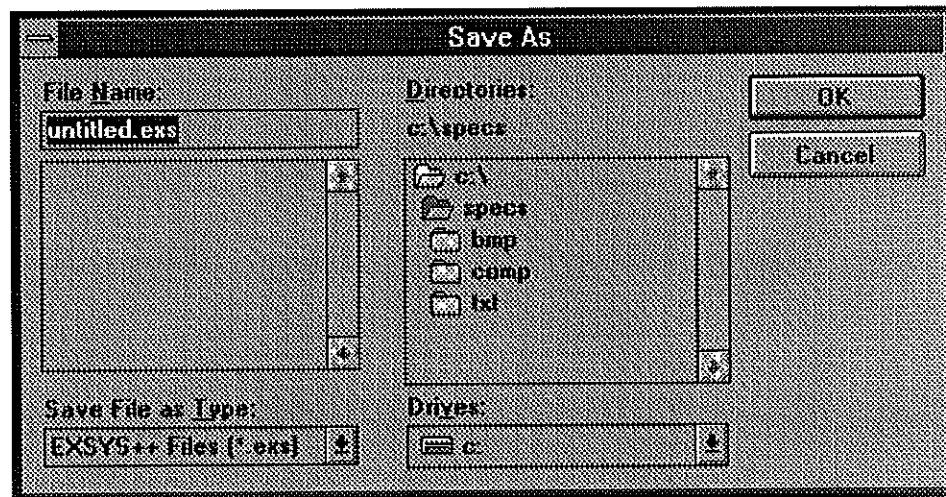 Save As
File Name:
untitled.exs
Save File as Type:
EXSYS++ Files (*.exs)
Directories:
c:\specs
c:\
specs
bmp
comp
txt
Drives:
c:
OK
Cancel